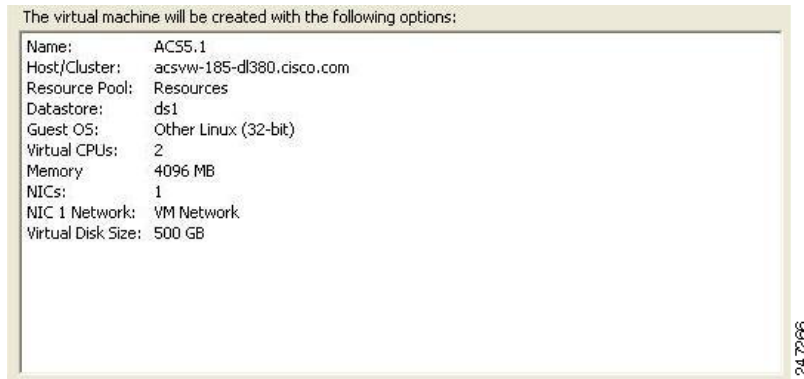 The virtual machine will be created with the following options:
Name: ACS5.1
Host/Cluster: acsvw-185-dl380.cisco.com
Resource Pool: Resources
Datastore: ds1
Guest OS: Other Linux (32-bit)
Virtual CPUs: 2
Memory 4096 MB
NICs: 1
NIC 1 Network: VM Network
Virtual Disk Size: 500 GB
247266